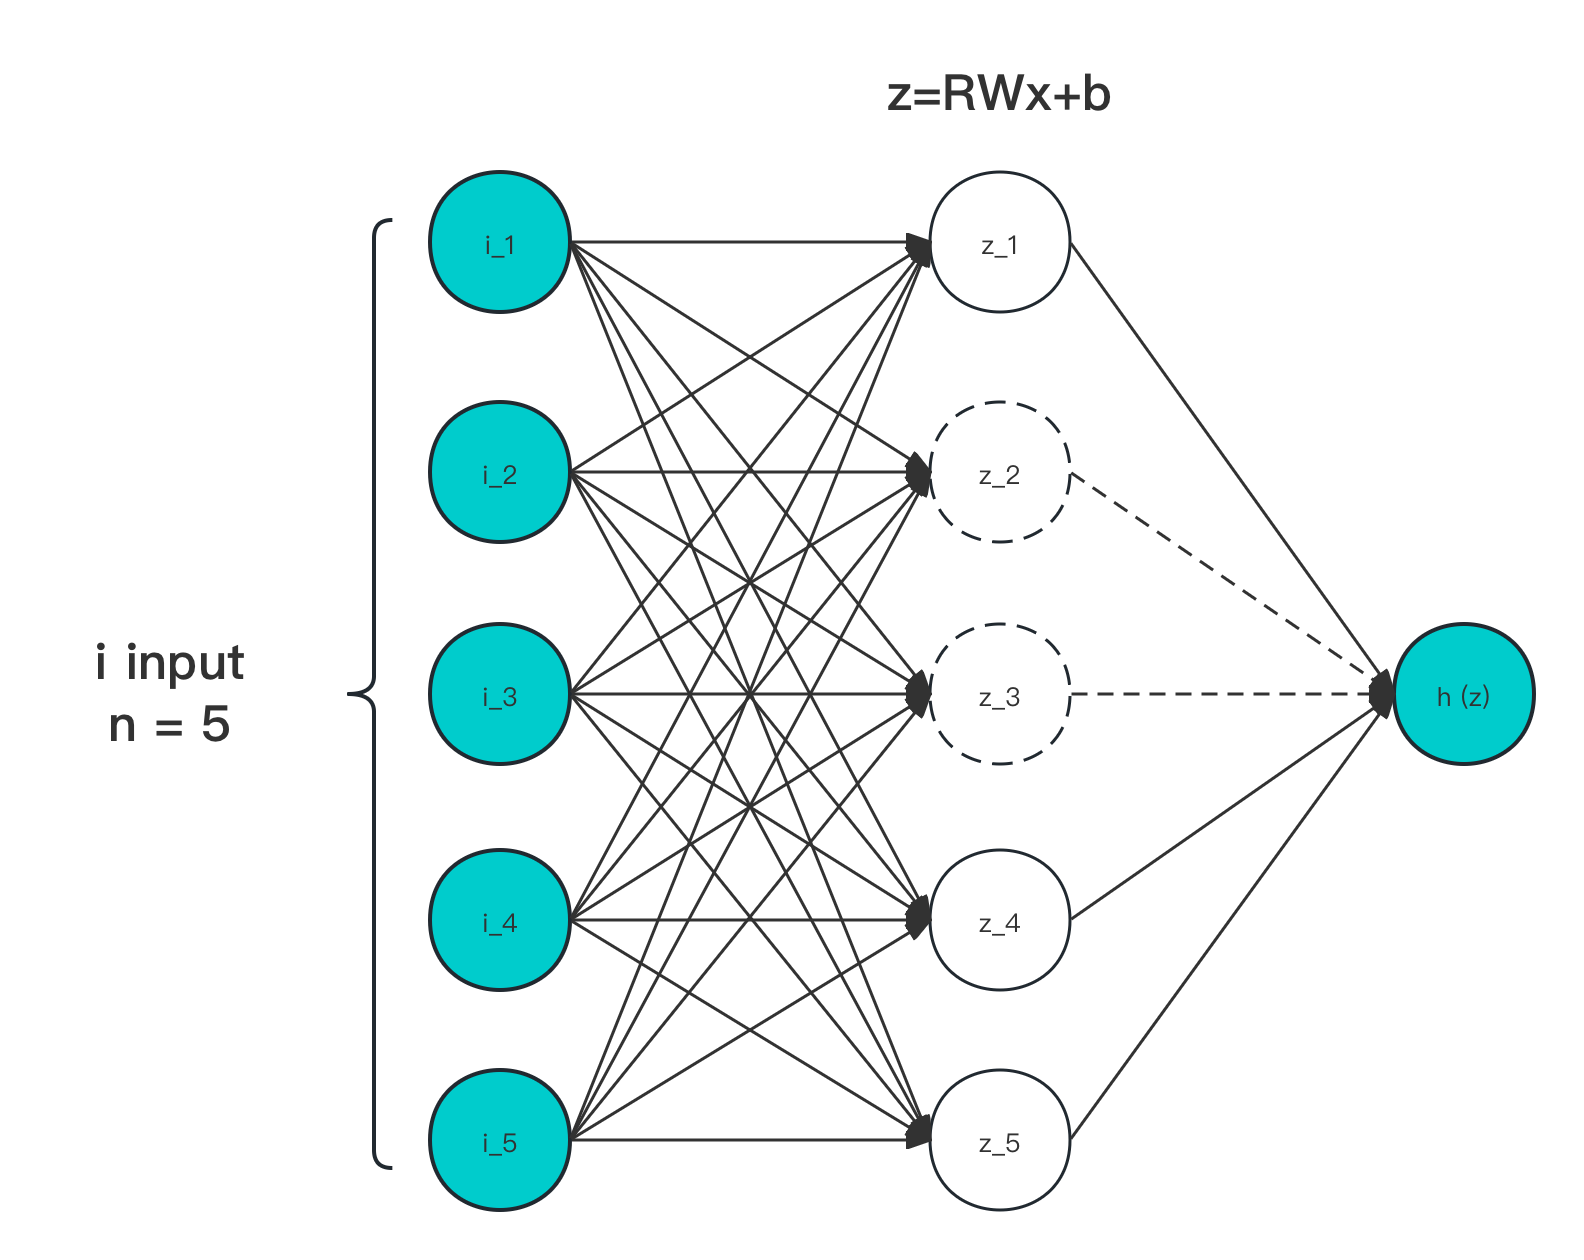 z=RWx+b
i_1
z_1
i_2
z_2
i input
n = 5
i_3
z_3
h (z)
i_4
z_4
i_5
z_5